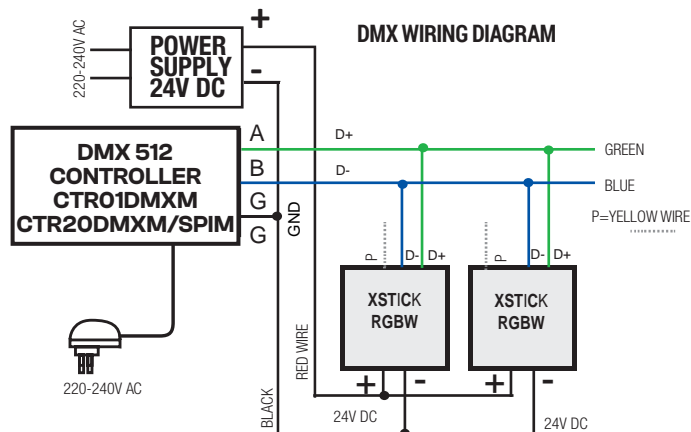 DMX WIRING DIAGRAM
220-240V AC
POWER
SUPPLY
24V DC
+
-
DMX 512
CONTROLLER
CTR01DMXM
CTR20DMXM/SPIM
A
B
G
G
D+
D-
GND
GREEN
BLUE
P=YELLOW WIRE
P
D-
D+
P
D-
D+
XSTICK
RGBW
XSTICK
RGBW
+
-
+
-
RED WIRE
BLACK
24V DC
24V DC
220-240V AC